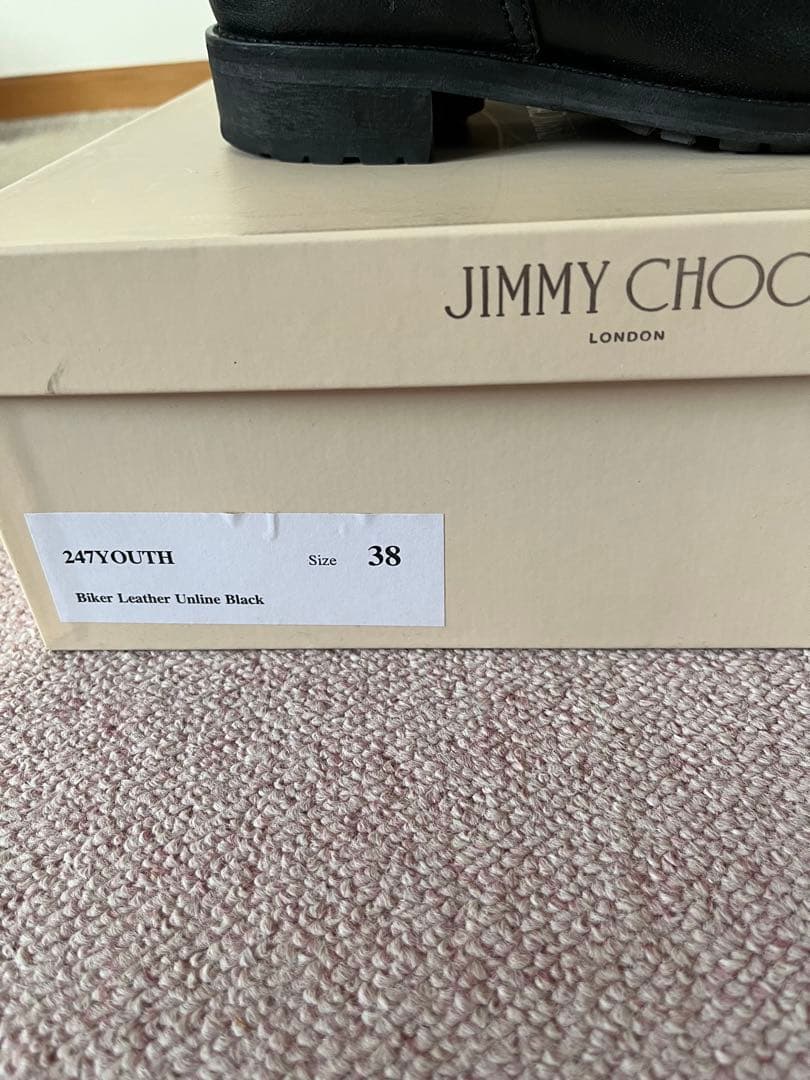 JIMMY CHOO
LONDON
247YOUTH Size 38
Biker Leather Unline Black